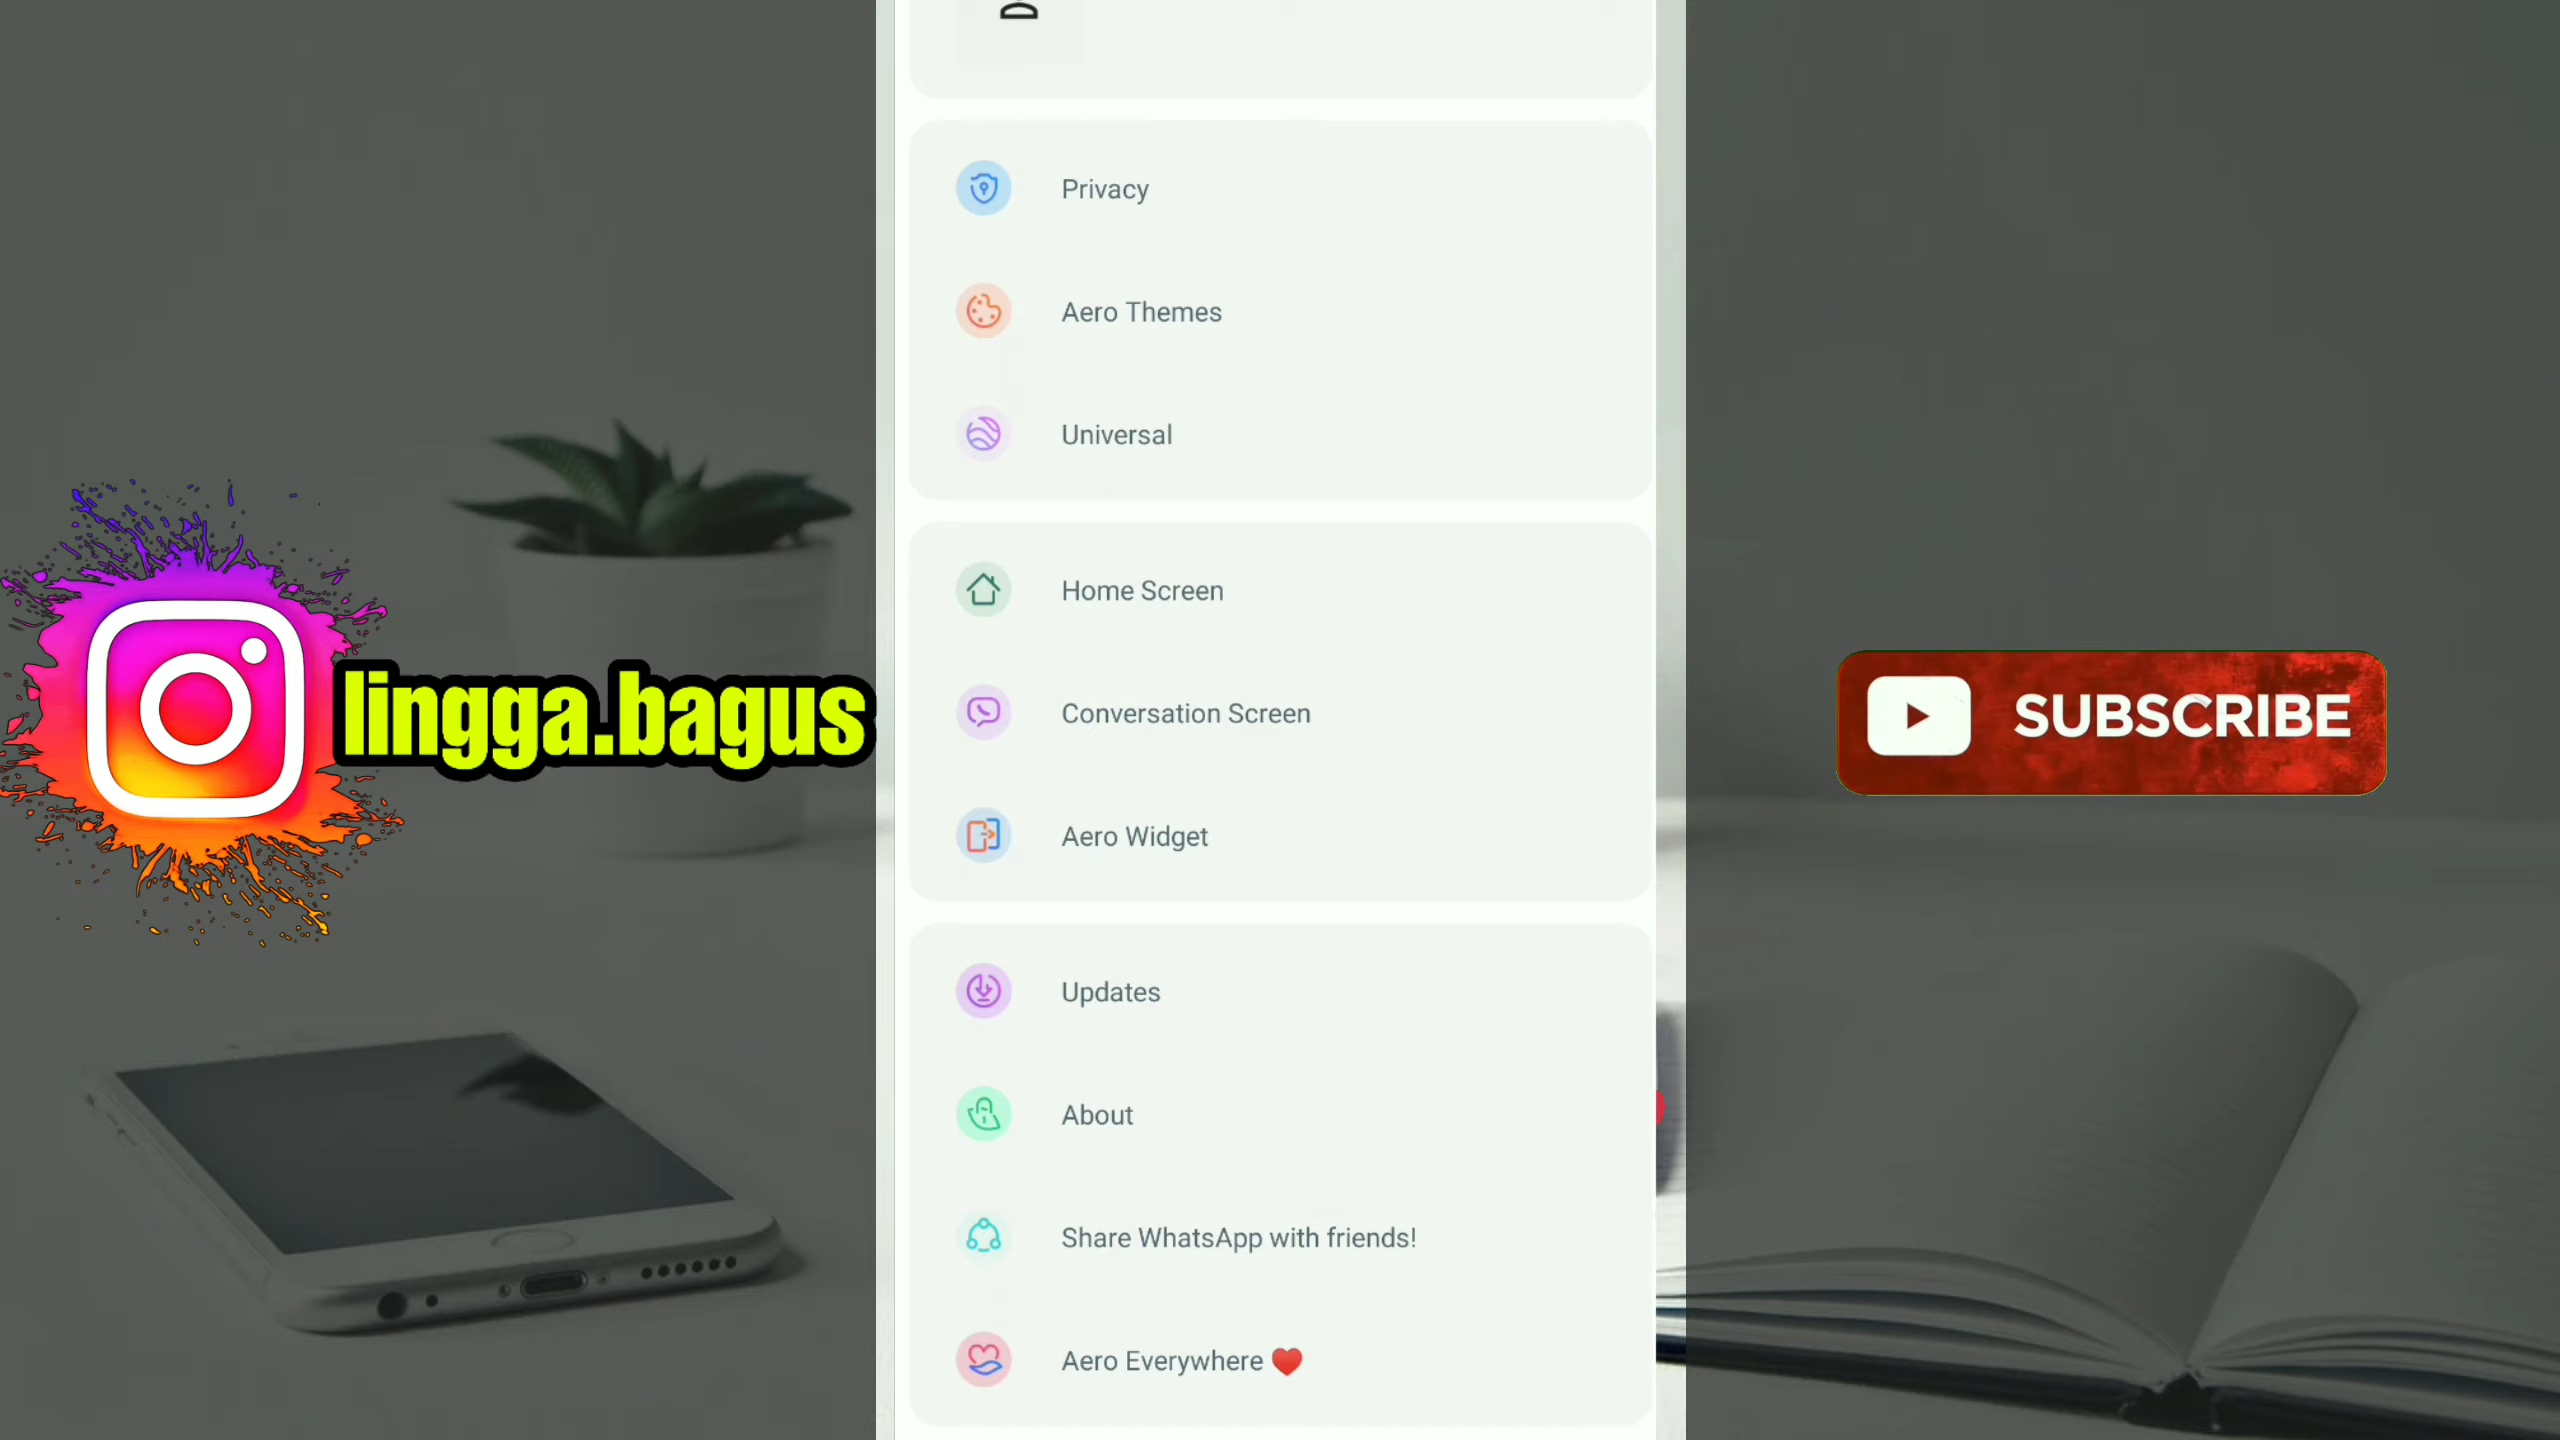 Privacy
Aero Themes
Universal
Home Screen
Conversation Screen
Aero Widget
Updates
About
Share WhatsApp with friends!
Aero Everywhere ❤️
lingga.bagus
SUBSCRIBE